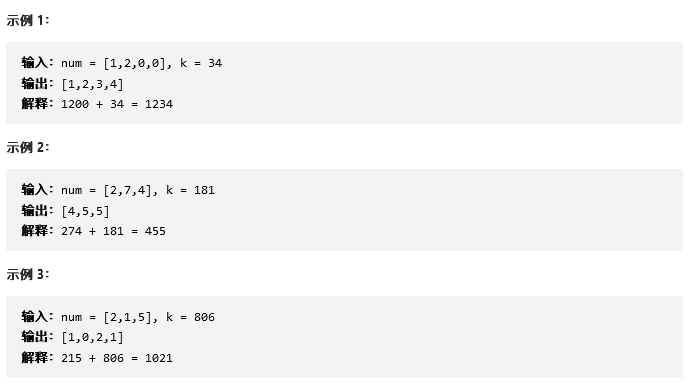 示例 1：
输入：num = [1,2,0,0], k = 34
输出：[1,2,3,4]
解释：1200 + 34 = 1234
示例 2：
输入：num = [2,7,4], k = 181
输出：[4,5,5]
解释：274 + 181 = 455
示例 3：
输入：num = [2,1,5], k = 806
输出：[1,0,2,1]
解释：215 + 806 = 1021